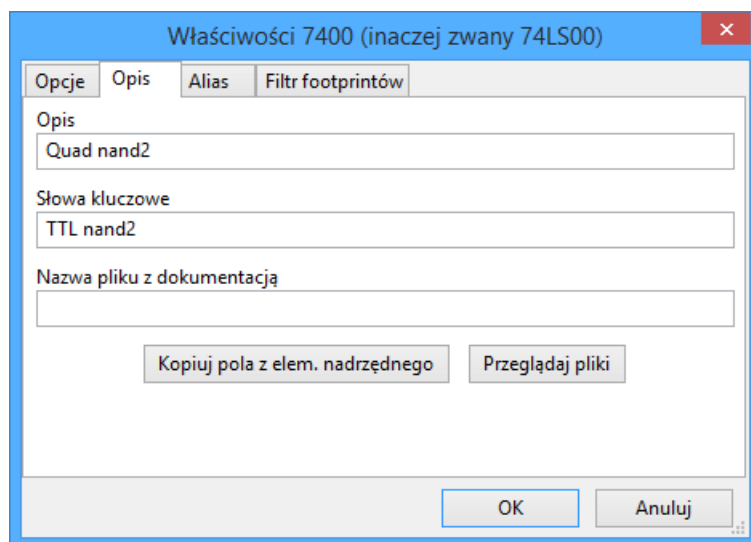 Właściwości 7400 (inaczej zwany 74LS00)
Opcje Opis Alias Filtr footprintów
Opis
Quad nand2
Słowa kluczowe
TTL nand2
Nazwa pliku z dokumentacją
Kopiuj pola z elem. nadrzędnego Przeglądaj pliki
OK Anuluj